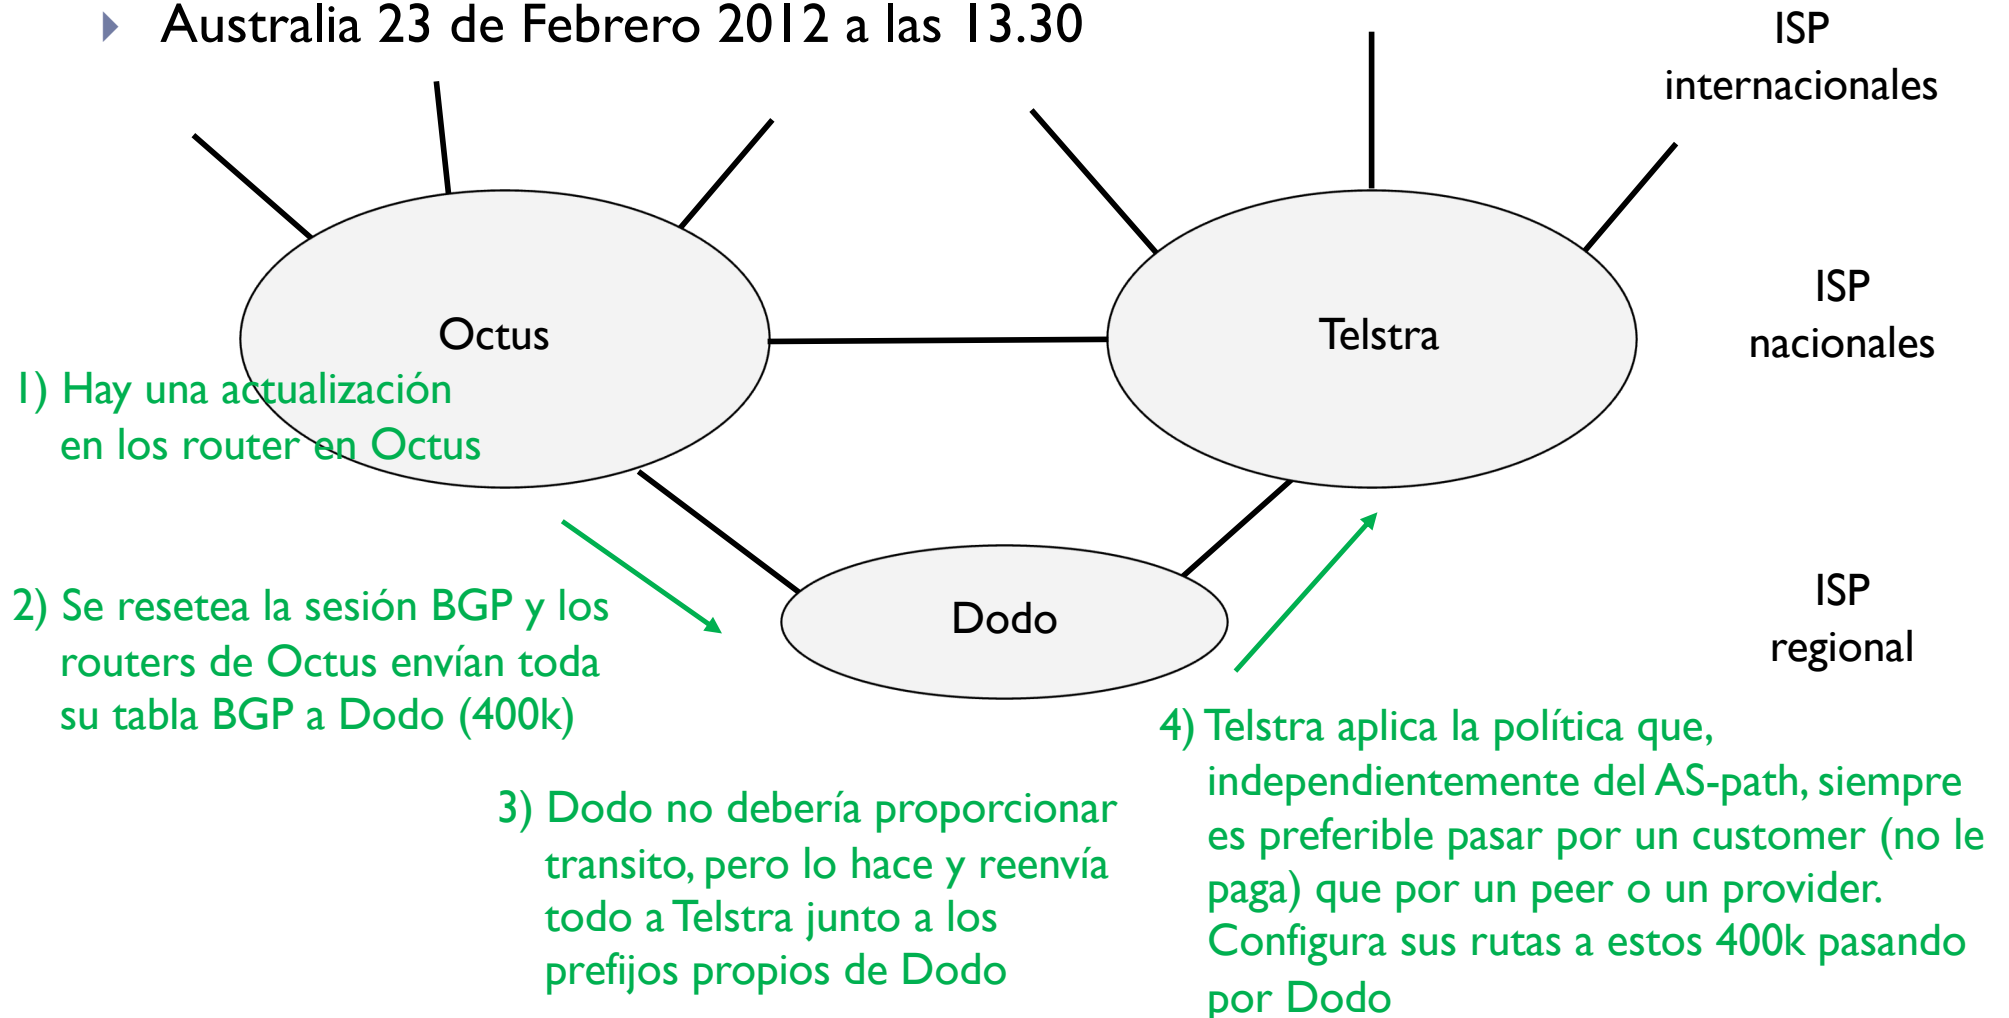 Australia 23 de Febrero 2012 a las 13.30
ISP
internacionales
Octus
Telstra
ISP
nacionales
1) Hay una actualización
en los router en Octus
Dodo
ISP
regional
2) Se resetea la sesión BGP y los
routers de Octus envían toda
su tabla BGP a Dodo (400k)
3) Dodo no debería proporcionar
transito, pero lo hace y reenvía
todo a Telstra junto a los
prefijos propios de Dodo
4) Telstra aplica la política que,
independientemente del AS-path, siempre
es preferible pasar por un customer (no le
paga) que por un peer o un provider.
Configura sus rutas a estos 400k pasando
por Dodo